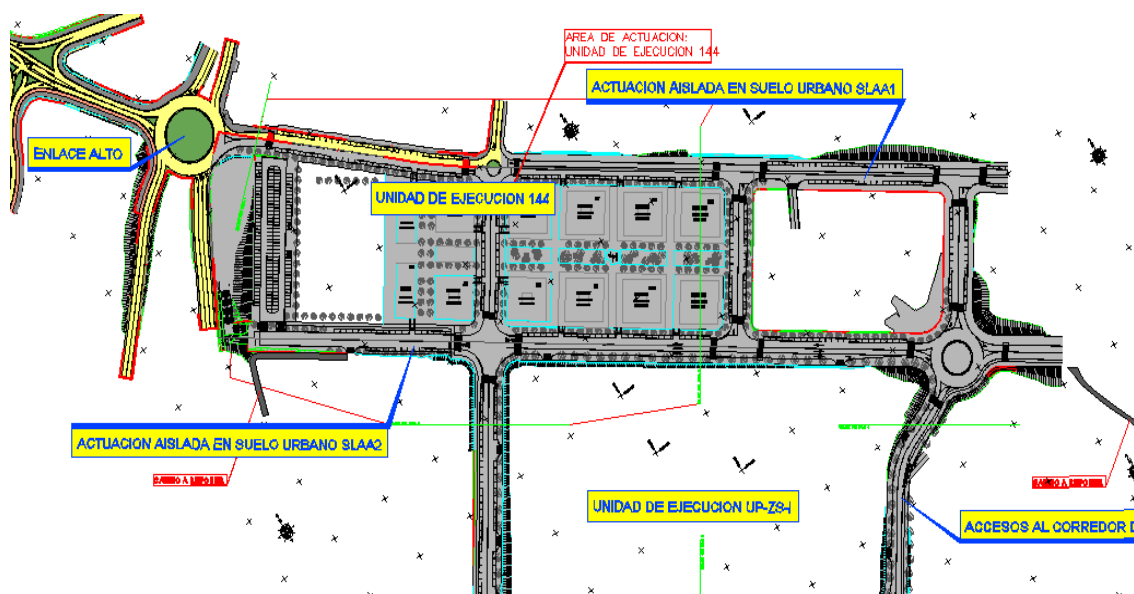 AREA DE ACTUACION:
UNIDAD DE EJECUCION 144
ACTUACION AISLADA EN SUELO URBANO SLAA1
ENLACE ALTO
UNIDAD DE EJECUCION 144
ACTUACION AISLADA EN SUELO URBANO SLAA2
UNIDAD DE EJECUCION UP-ZS-I
ACCESOS AL CORREDOR D